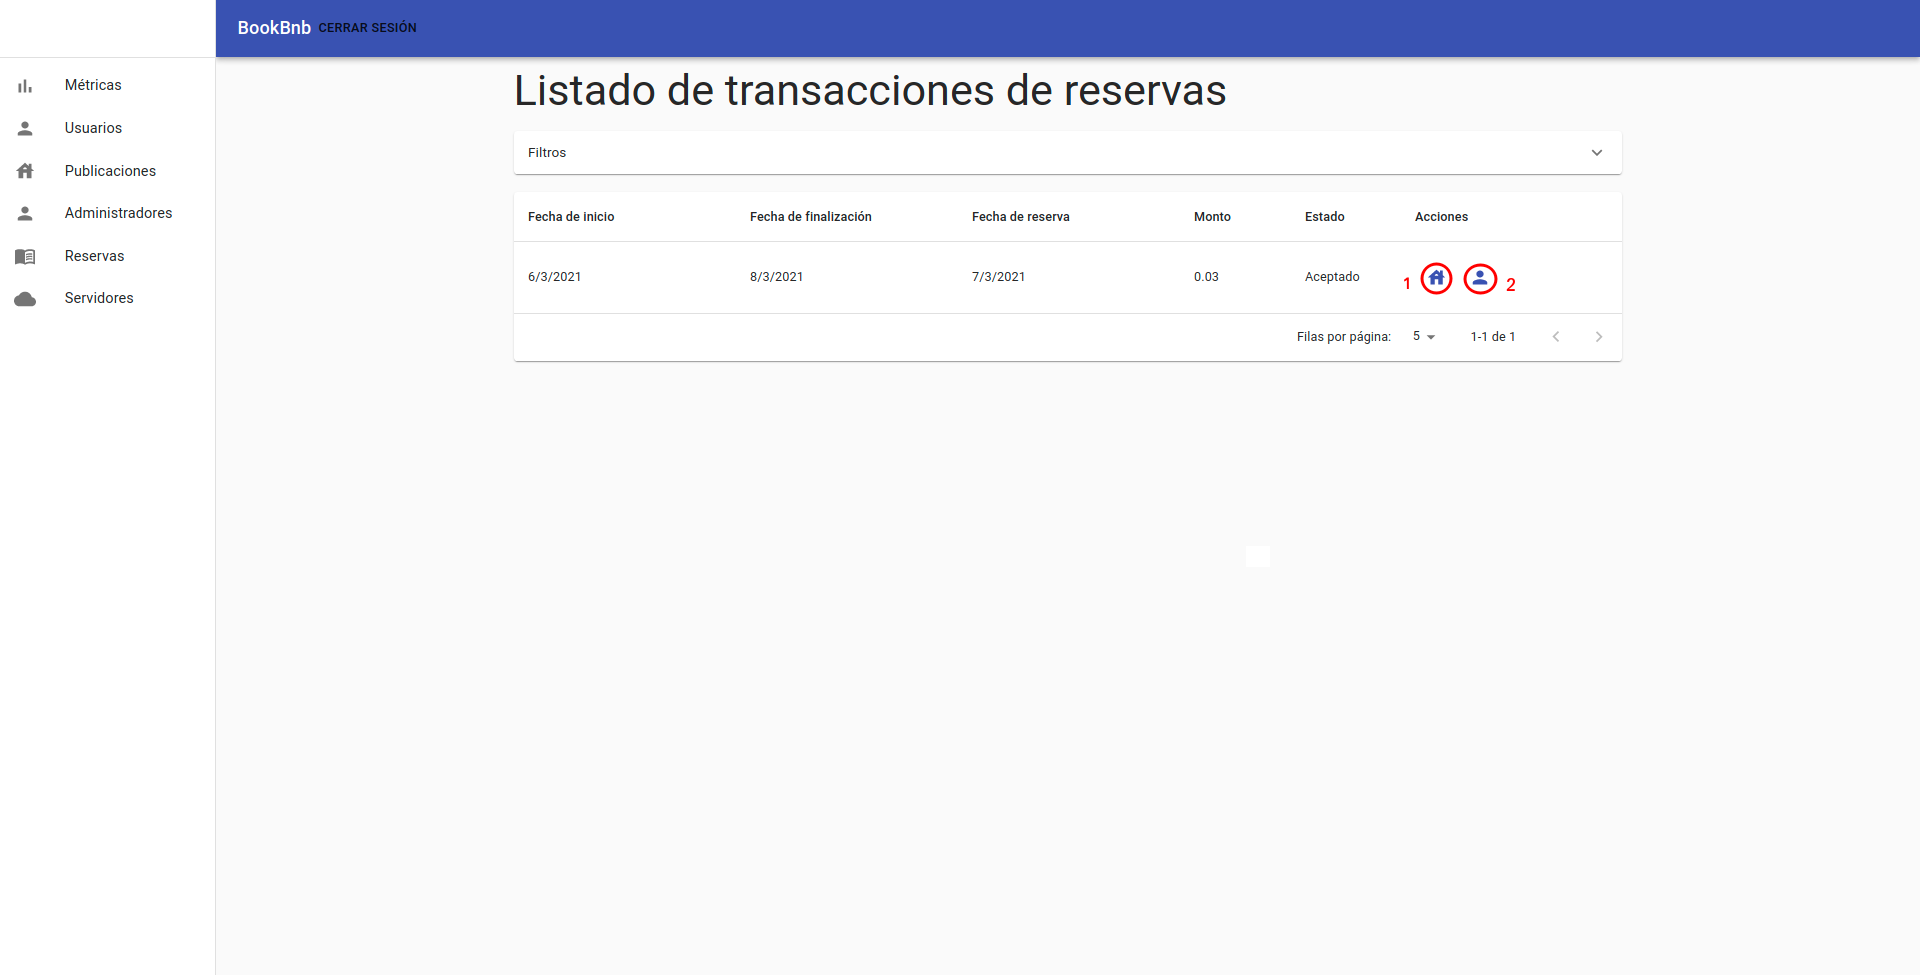 BookBnb CERRAR SESIÓN
Métricas
Usuarios
Publicaciones
Administradores
Reservas
Servidores
Listado de transacciones de reservas
Filtros
Fecha de inicio Fecha de finalización Fecha de reserva Monto Estado Acciones
6/3/2021 8/3/2021 7/3/2021 0.03 Aceptado 1 2
Filas por página: 5 1-1 de 1